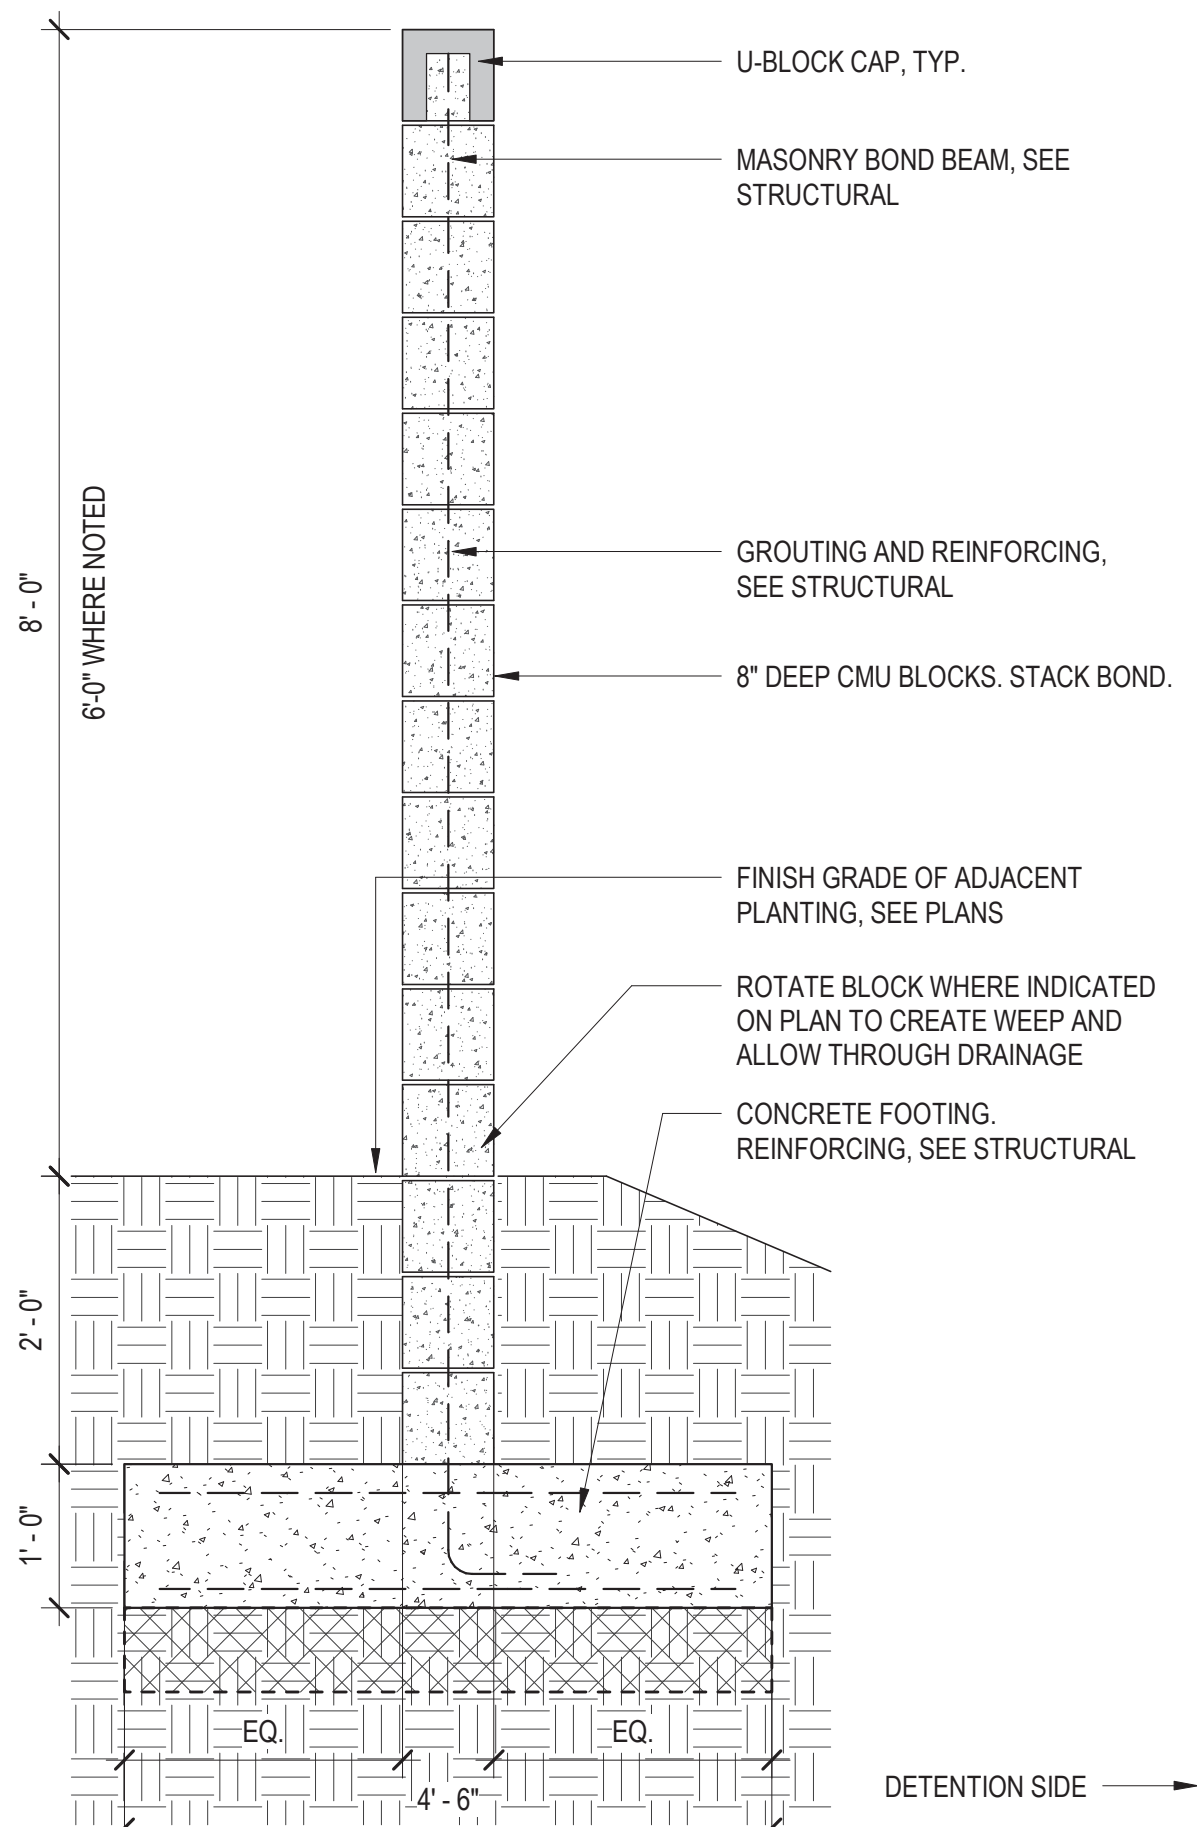 U-BLOCK CAP, TYP.
MASONRY BOND BEAM, SEE
STRUCTURAL
8' - 0"
6'-0" WHERE NOTED
GROUTING AND REINFORCING,
SEE STRUCTURAL
8" DEEP CMU BLOCKS. STACK BOND.
FINISH GRADE OF ADJACENT
PLANTING, SEE PLANS
ROTATE BLOCK WHERE INDICATED
ON PLAN TO CREATE WEEP AND
ALLOW THROUGH DRAINAGE
CONCRETE FOOTING.
REINFORCING, SEE STRUCTURAL
2' - 0"
1' - 0"
EQ.
EQ.
4' - 6"
DETENTION SIDE